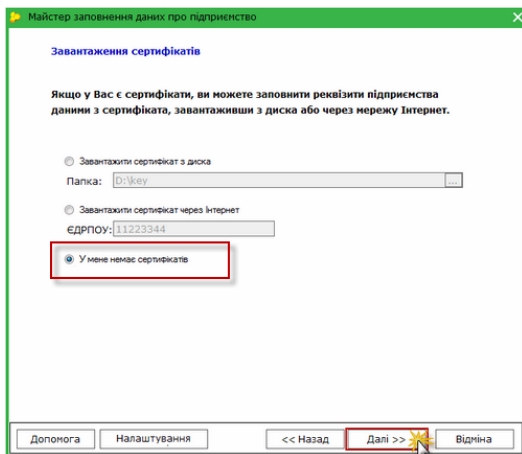 Майстер заповнення даних про підприємство
Завантаження сертифікатів
Якщо у Вас є сертифікати, ви можете заповнити реквізити підприємства
даними з сертифіката, завантаживши з диска або через мережу Інтернет.
Завантажити сертифікат з диска
Папка: D:\key ...
Завантажити сертифікат через Інтернет
ЄДРПОУ: 11223344
У мене немає сертифікатів
Допомога Налаштування << Назад Далі >> Відміна